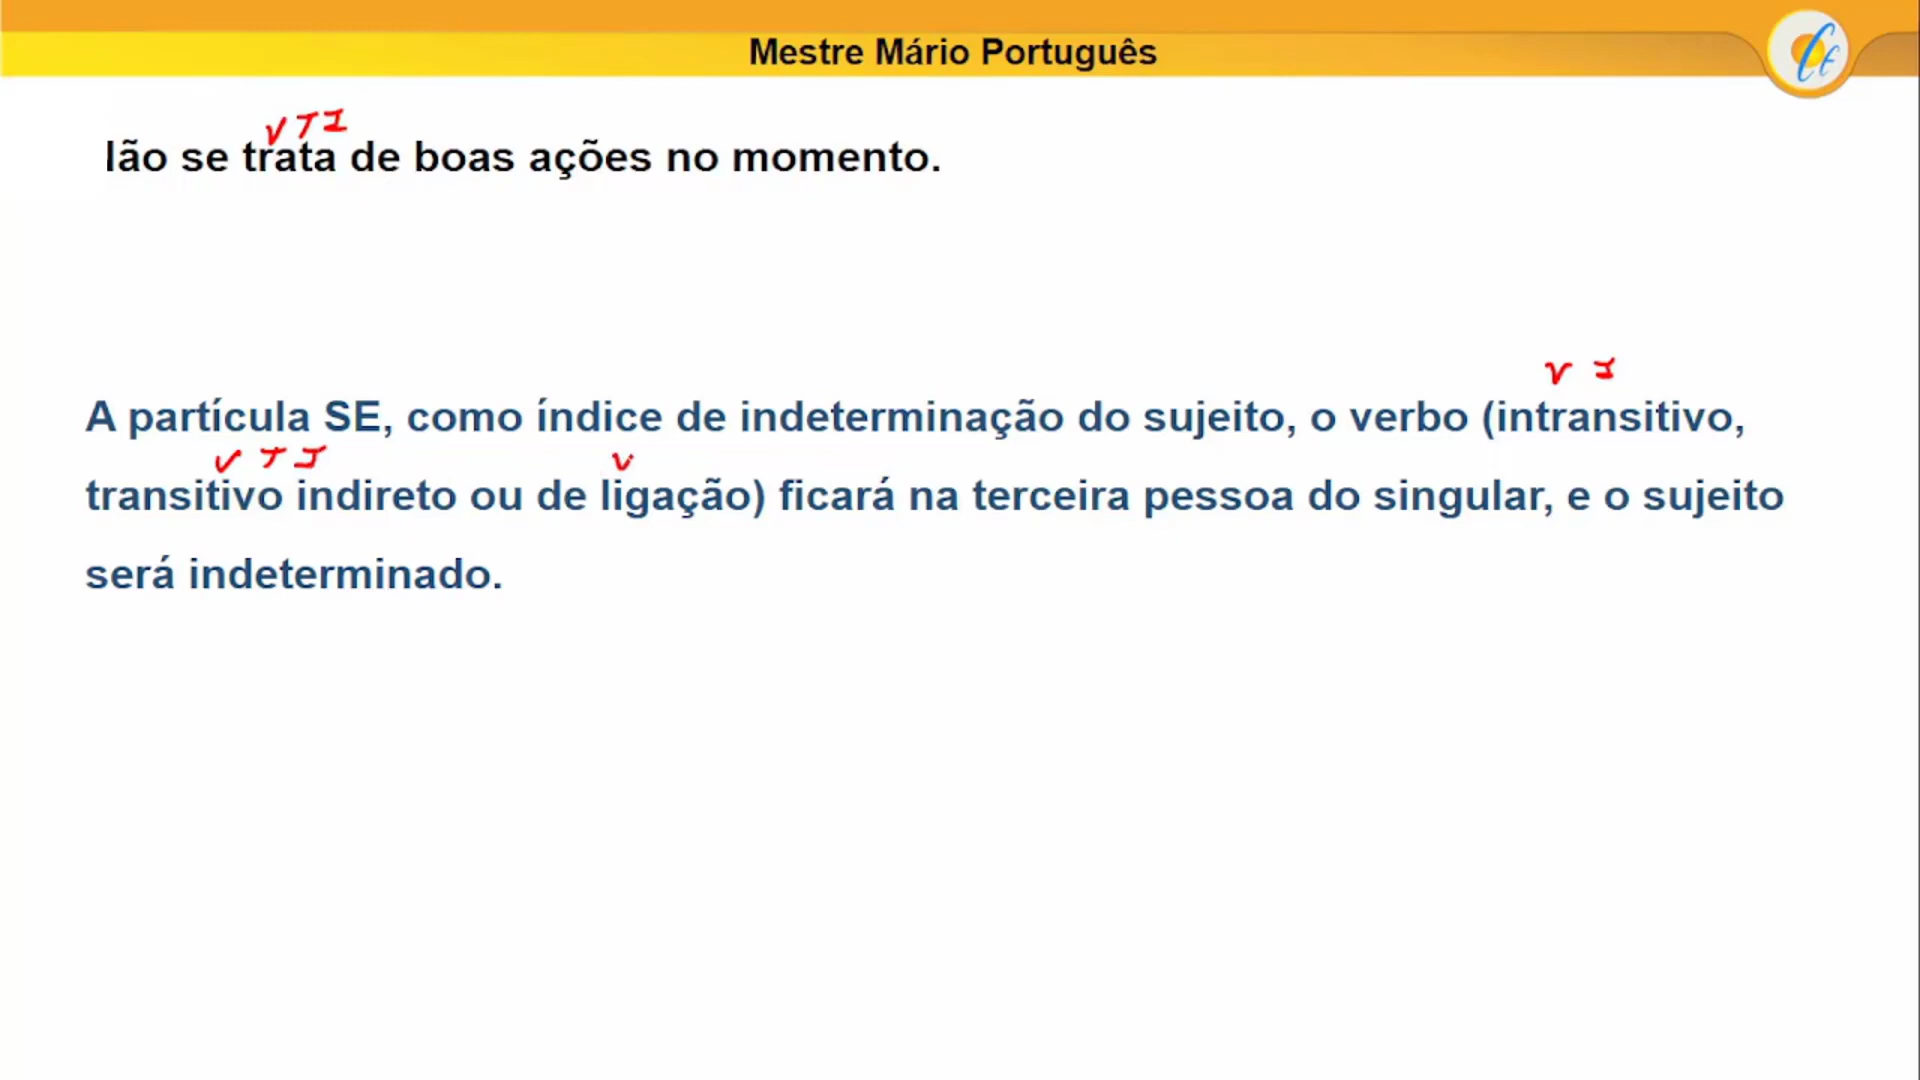 Mestre Mário Português
VTI
ão se trata de boas ações no momento.
V I
A partícula SE, como índice de indeterminação do sujeito, o verbo (intransitivo,
V T I V
transitivo indireto ou de ligação) ficará na terceira pessoa do singular, e o sujeito
será indeterminado.